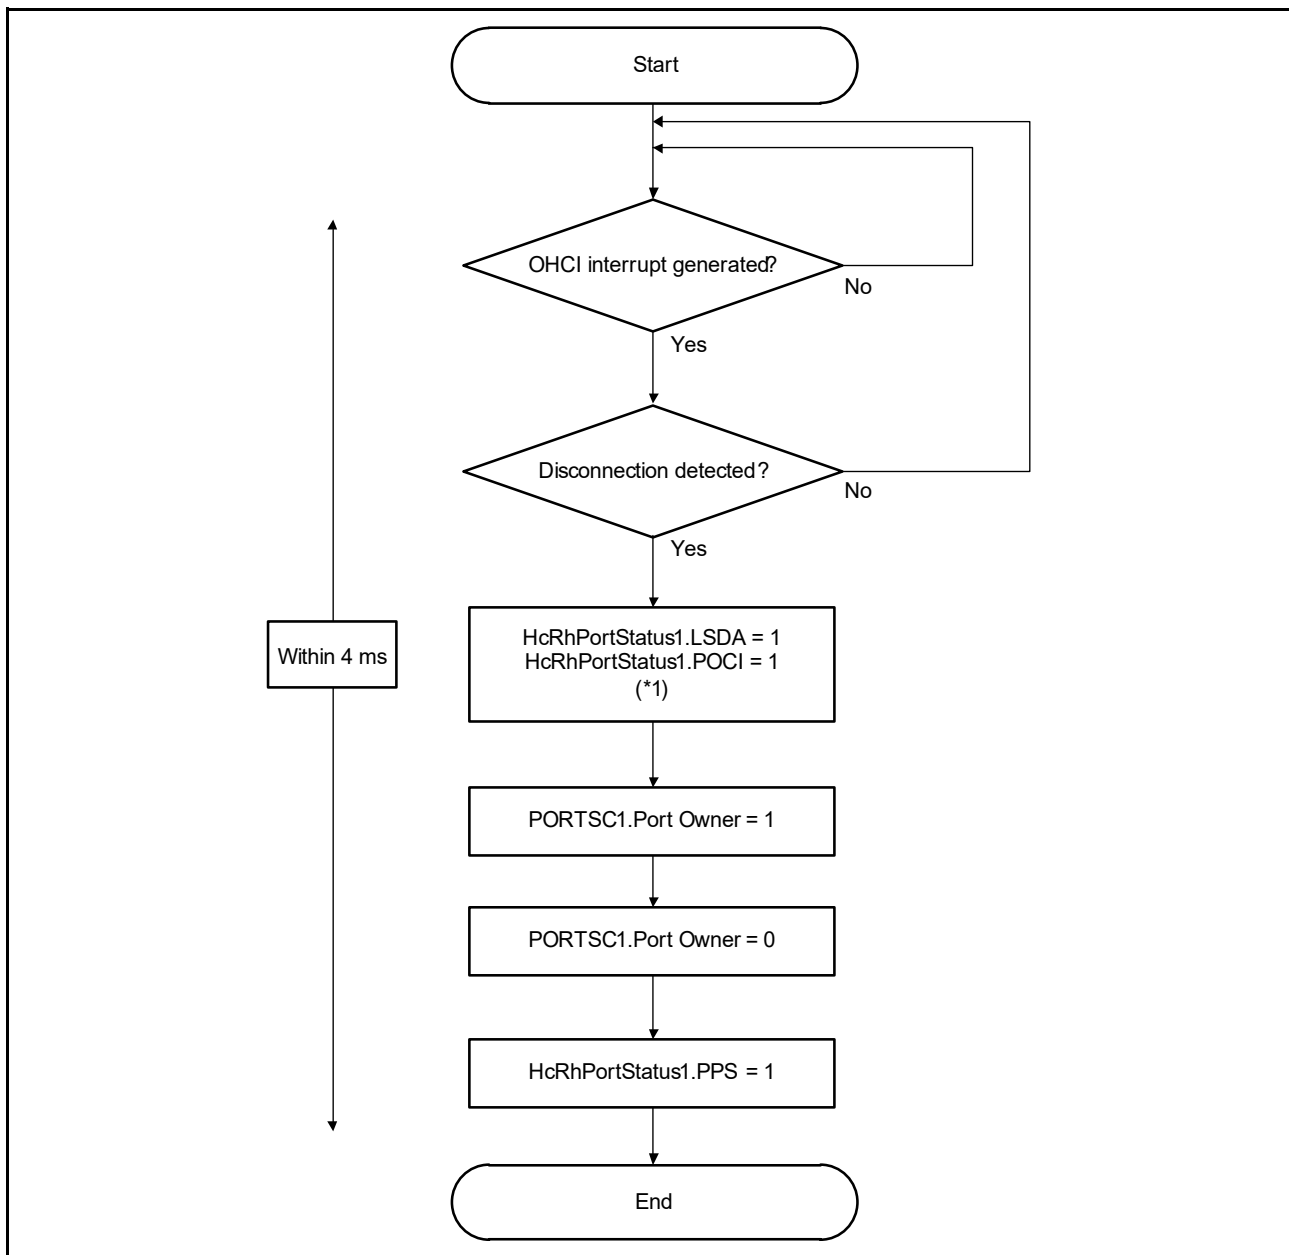 Start
OHCI interrupt generated?
No
Yes
Disconnection detected?
No
Yes
Within 4 ms
HcRhPortStatus1.LSDA = 1
HcRhPortStatus1.POCI = 1
(*1)
PORTSC1.Port Owner = 1
PORTSC1.Port Owner = 0
HcRhPortStatus1.PPS = 1
End